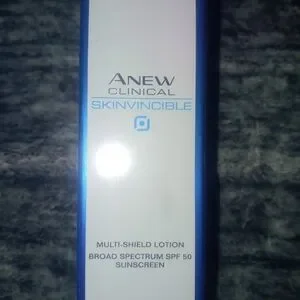 ANEW
CLINICAL
SKINVINCIBLE
MULTI-SHIELD LOTION
BROAD SPECTRUM SPF 50
SUNSCREEN